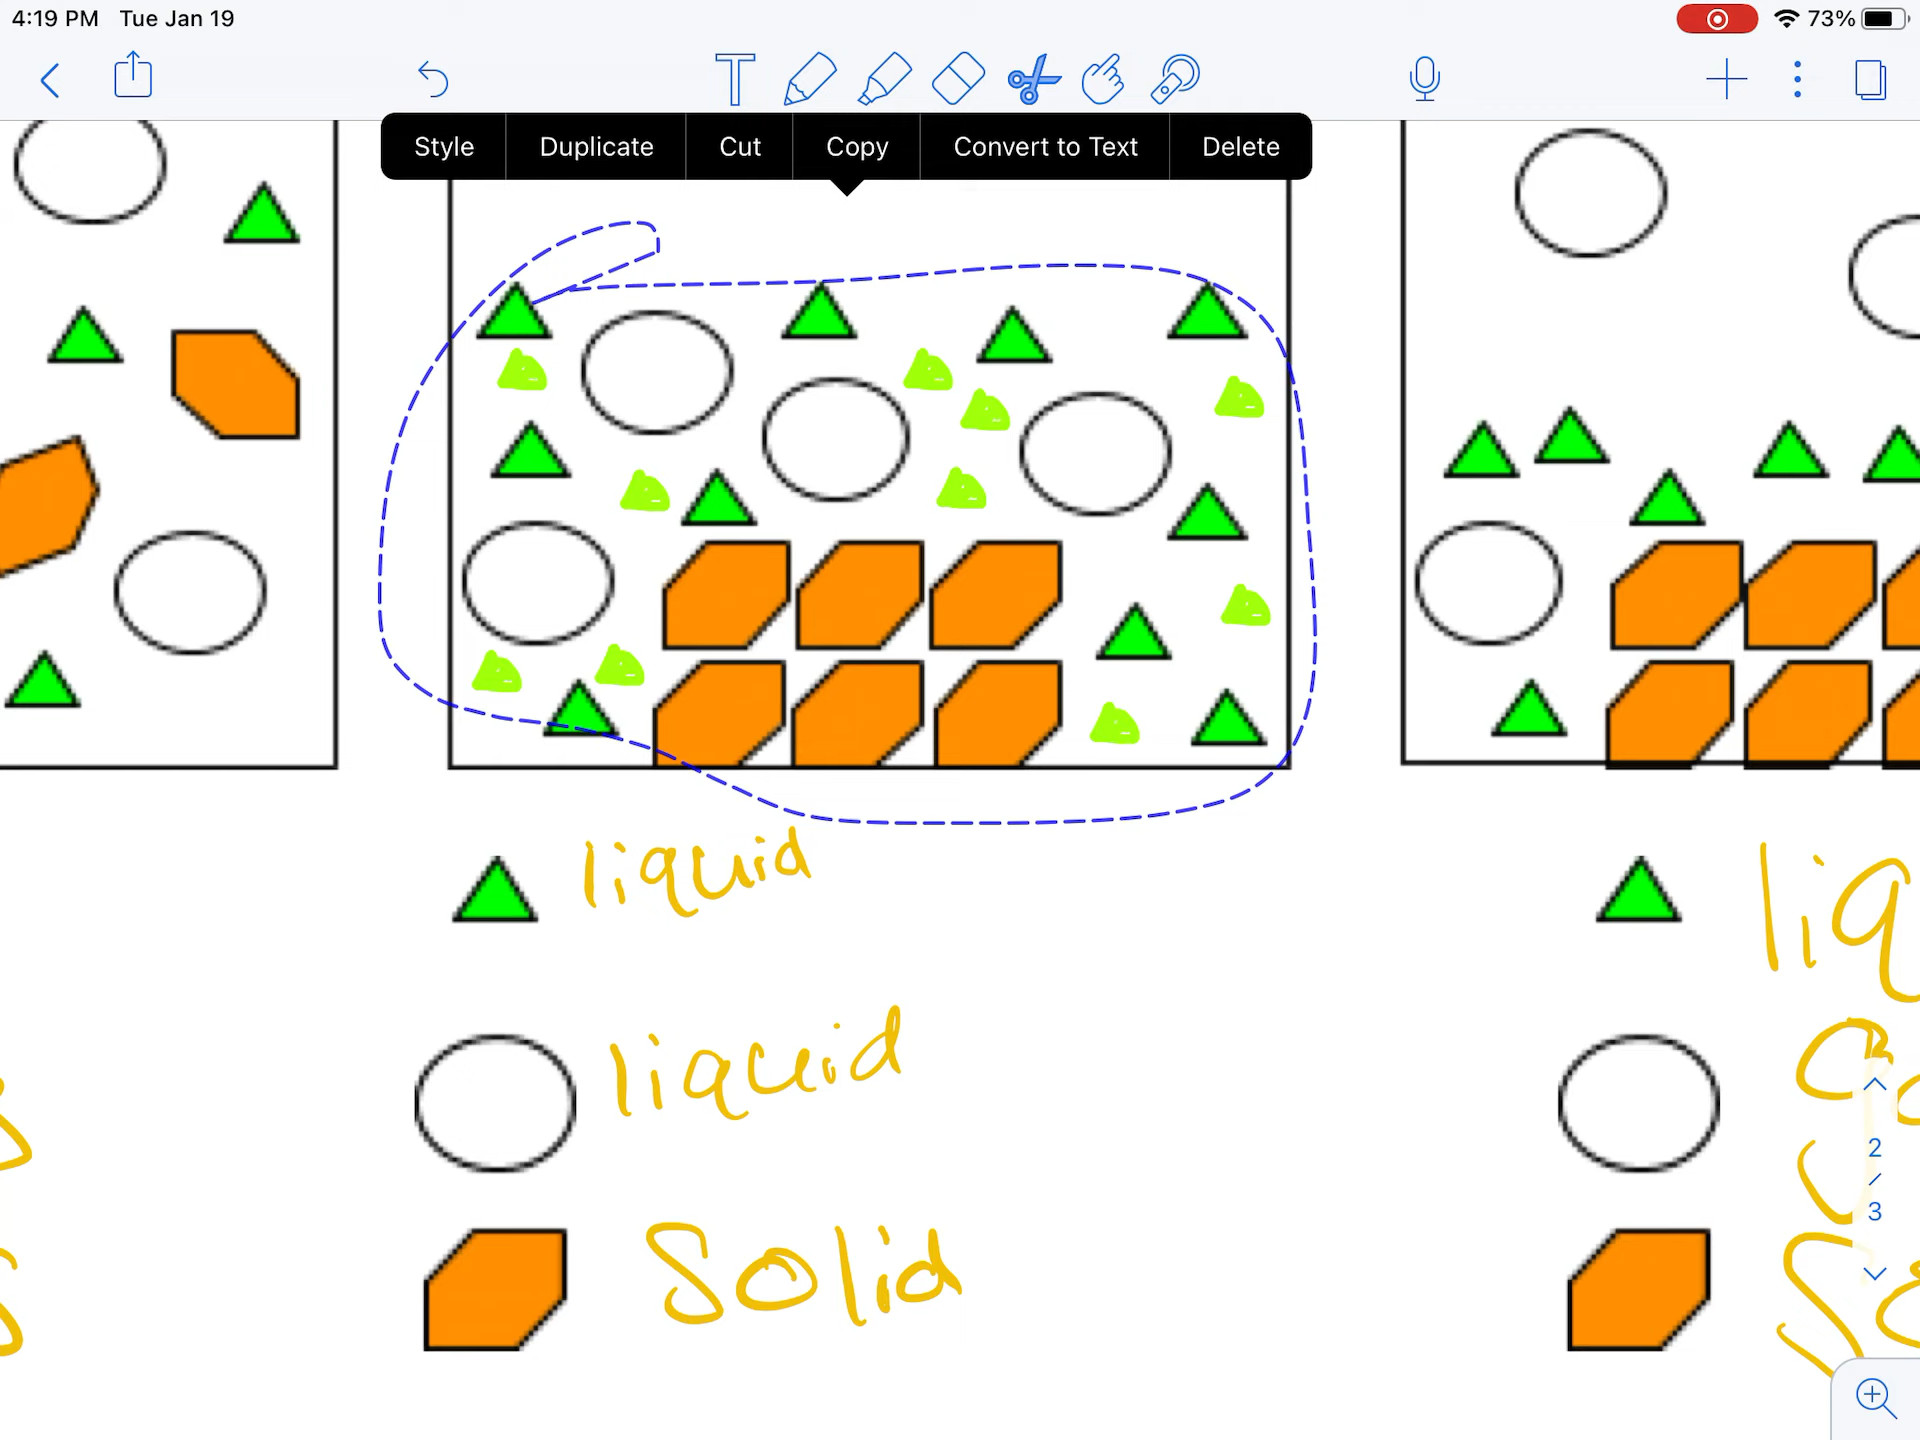 4:19 PM Tue Jan 19
73%
Style Duplicate Cut Copy Convert to Text Delete
liquid
liq
liquid
2
/
3
Solid